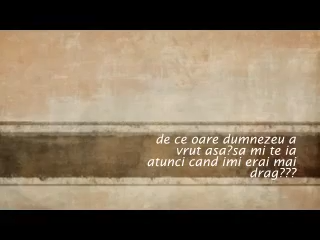 de ce oare dumnezeu a
vrut asa?sa mi te ia
atunci cand imi erai mai
drag???